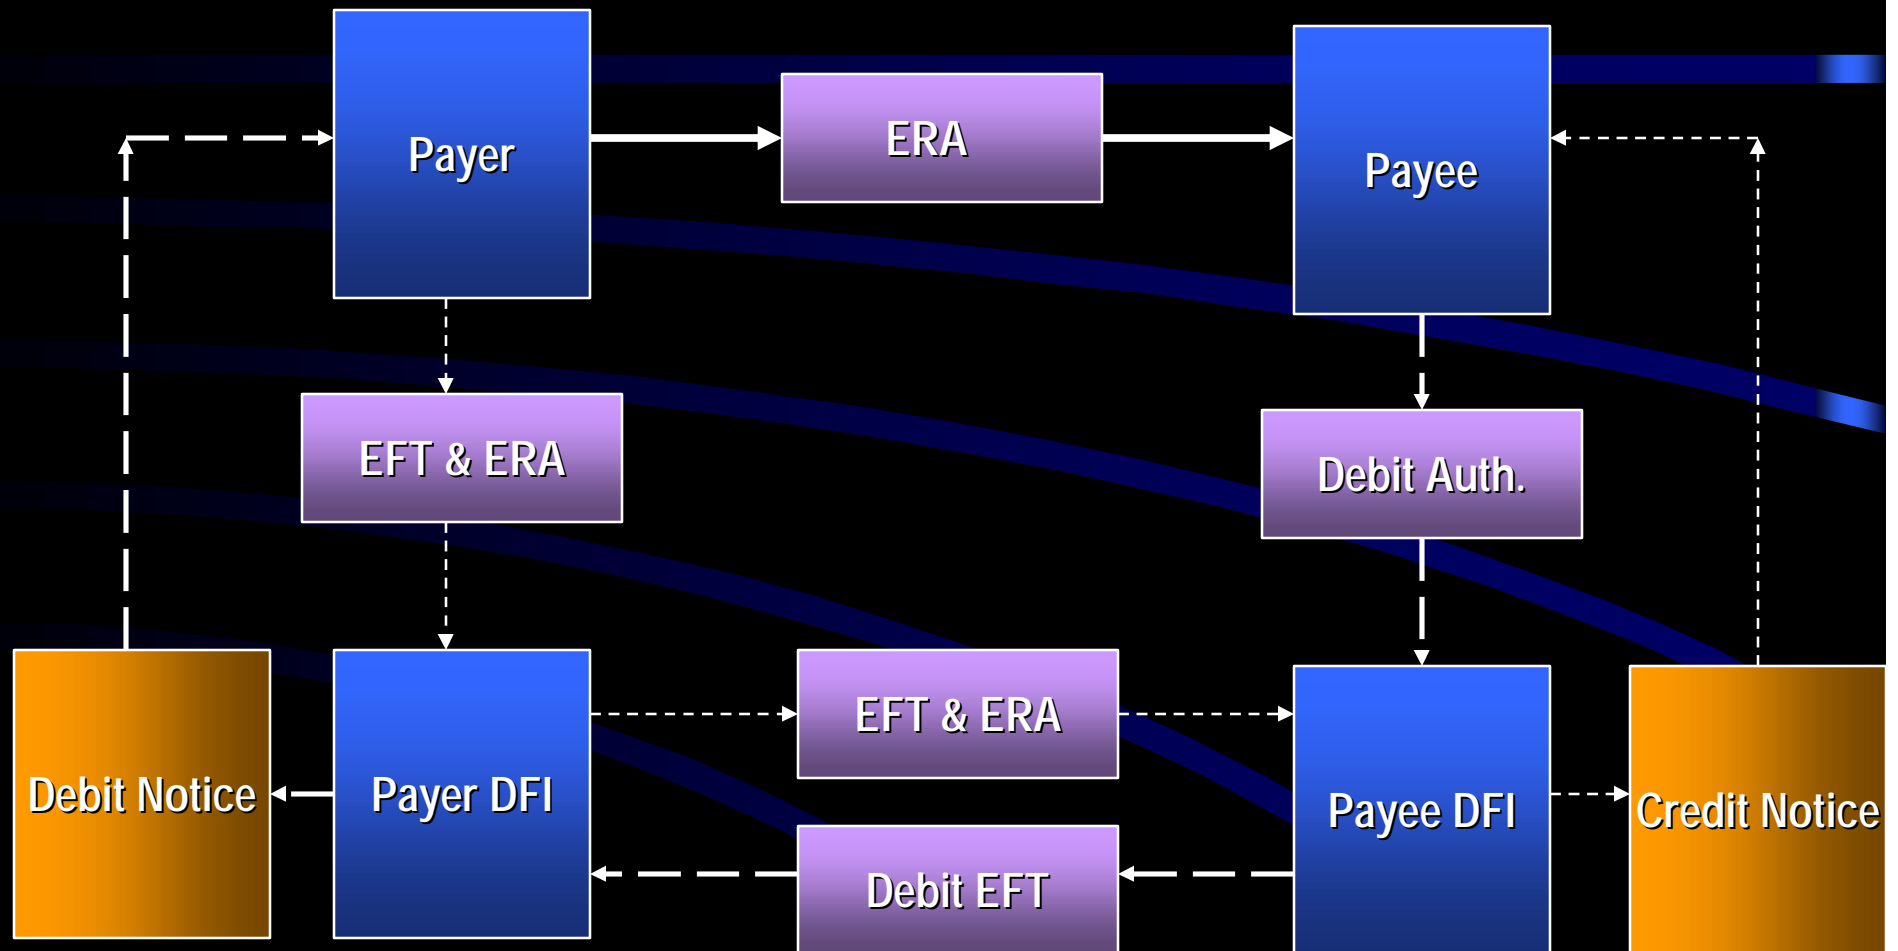 Payer
ERA
Payee
EFT & ERA
Debit Auth.
Debit Notice
Payer DFI
EFT & ERA
Debit EFT
Payee DFI
Credit Notice